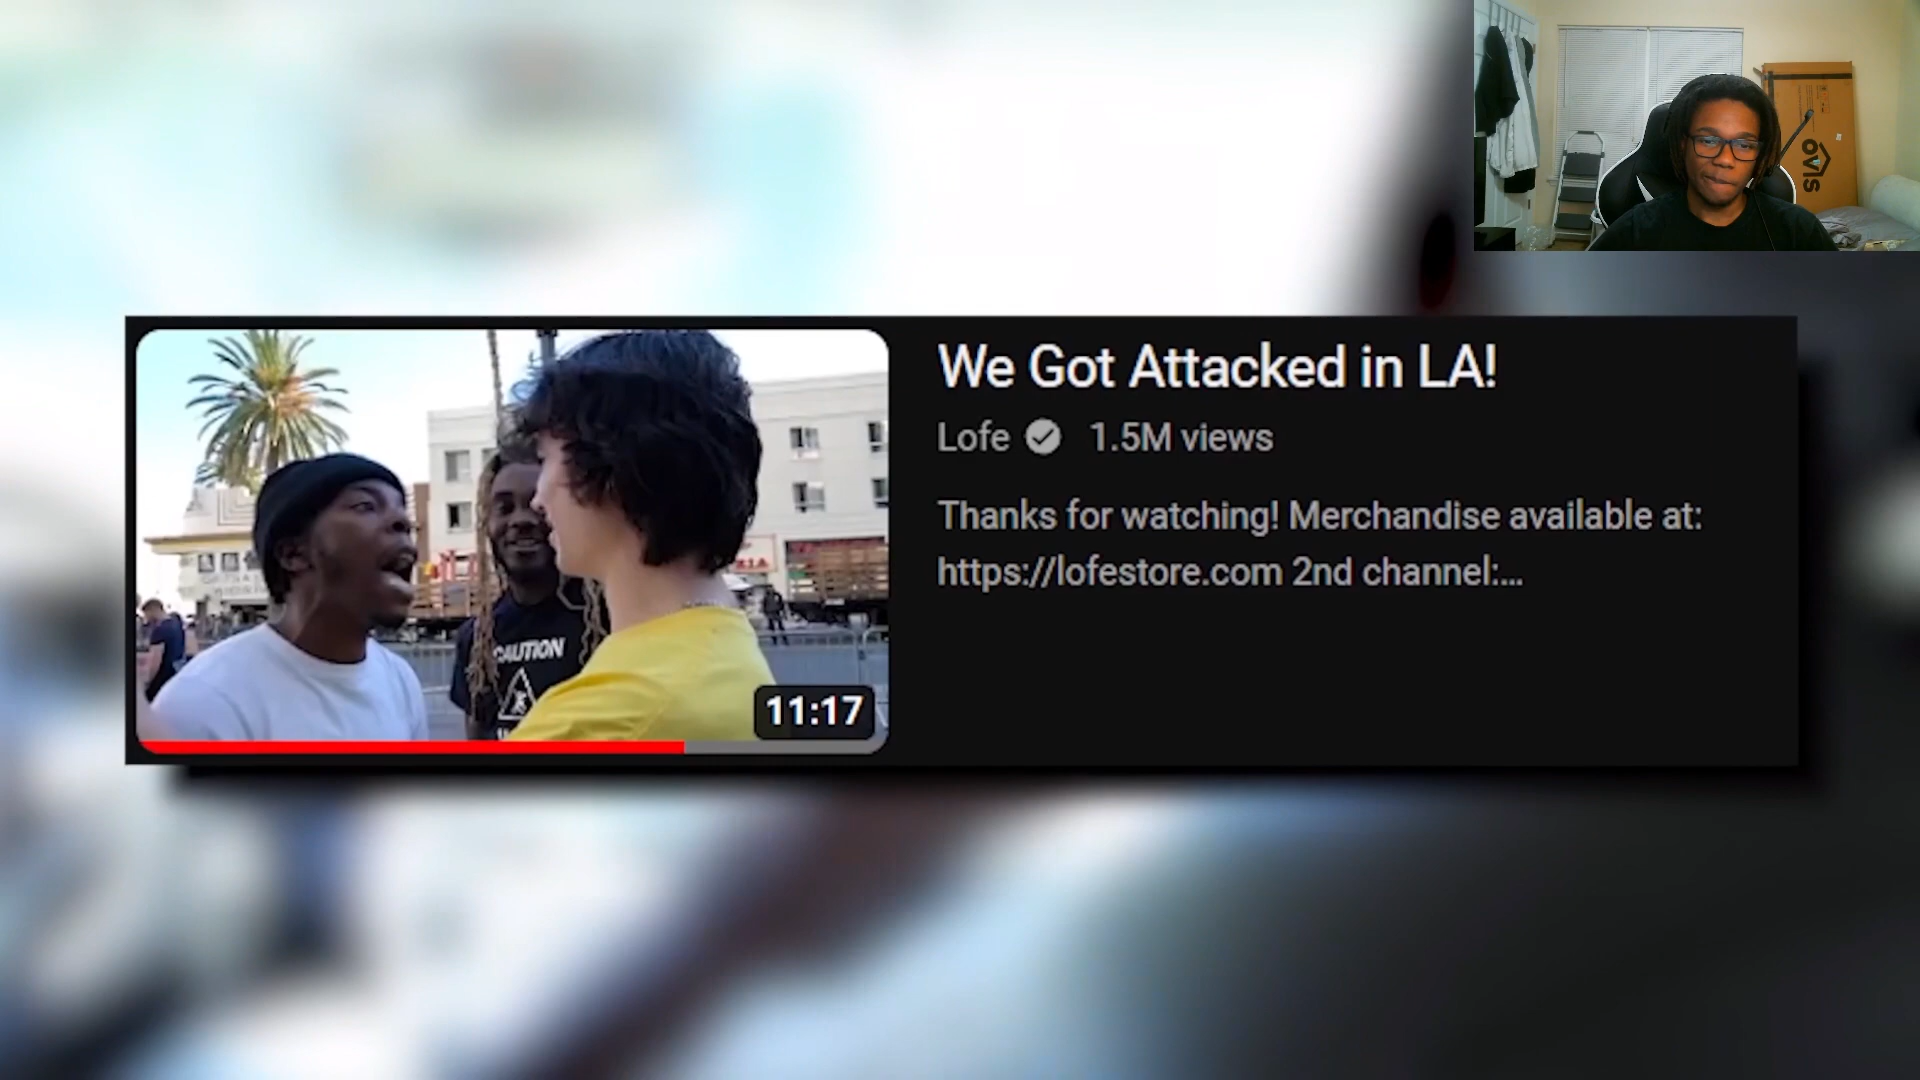 We Got Attacked in LA!
Lofe 1.5M views
Thanks for watching! Merchandise available at:
https://lofestore.com 2nd channel:...
CAUTION
11:17
OVIS